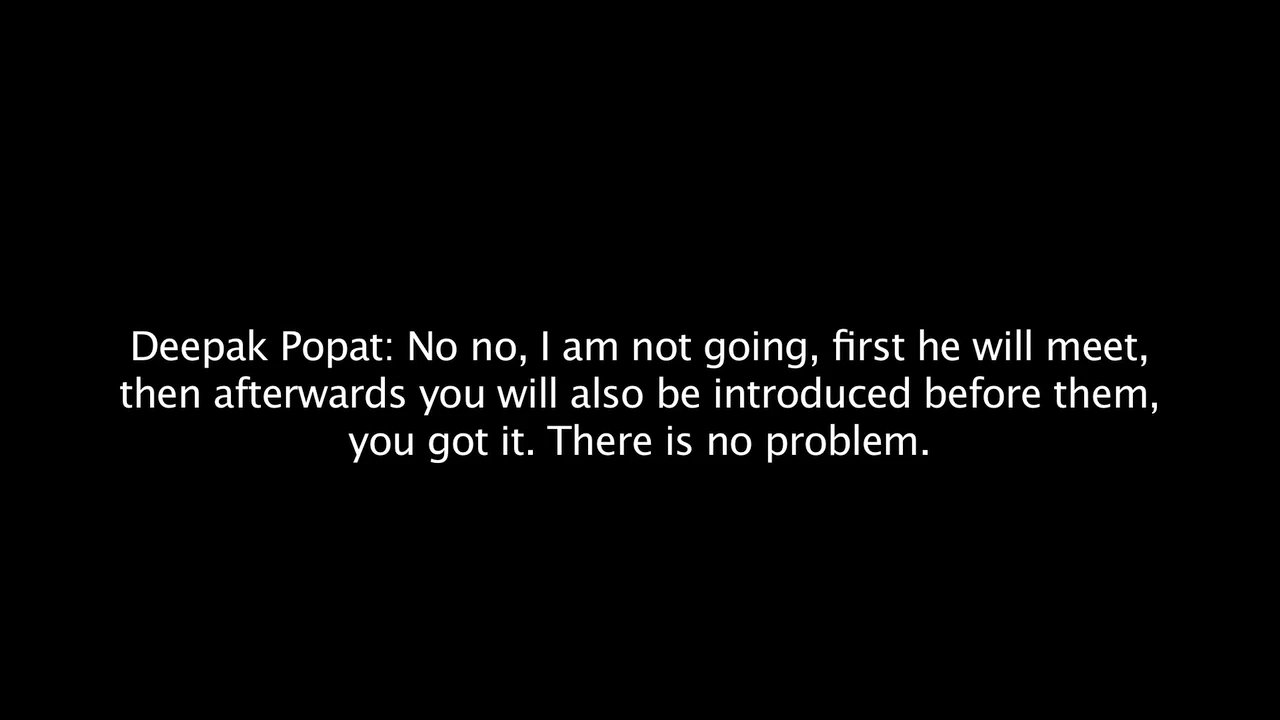 Deepak Popat: No no, I am not going, first he will meet,
then afterwards you will also be introduced before them,
you got it. There is no problem.